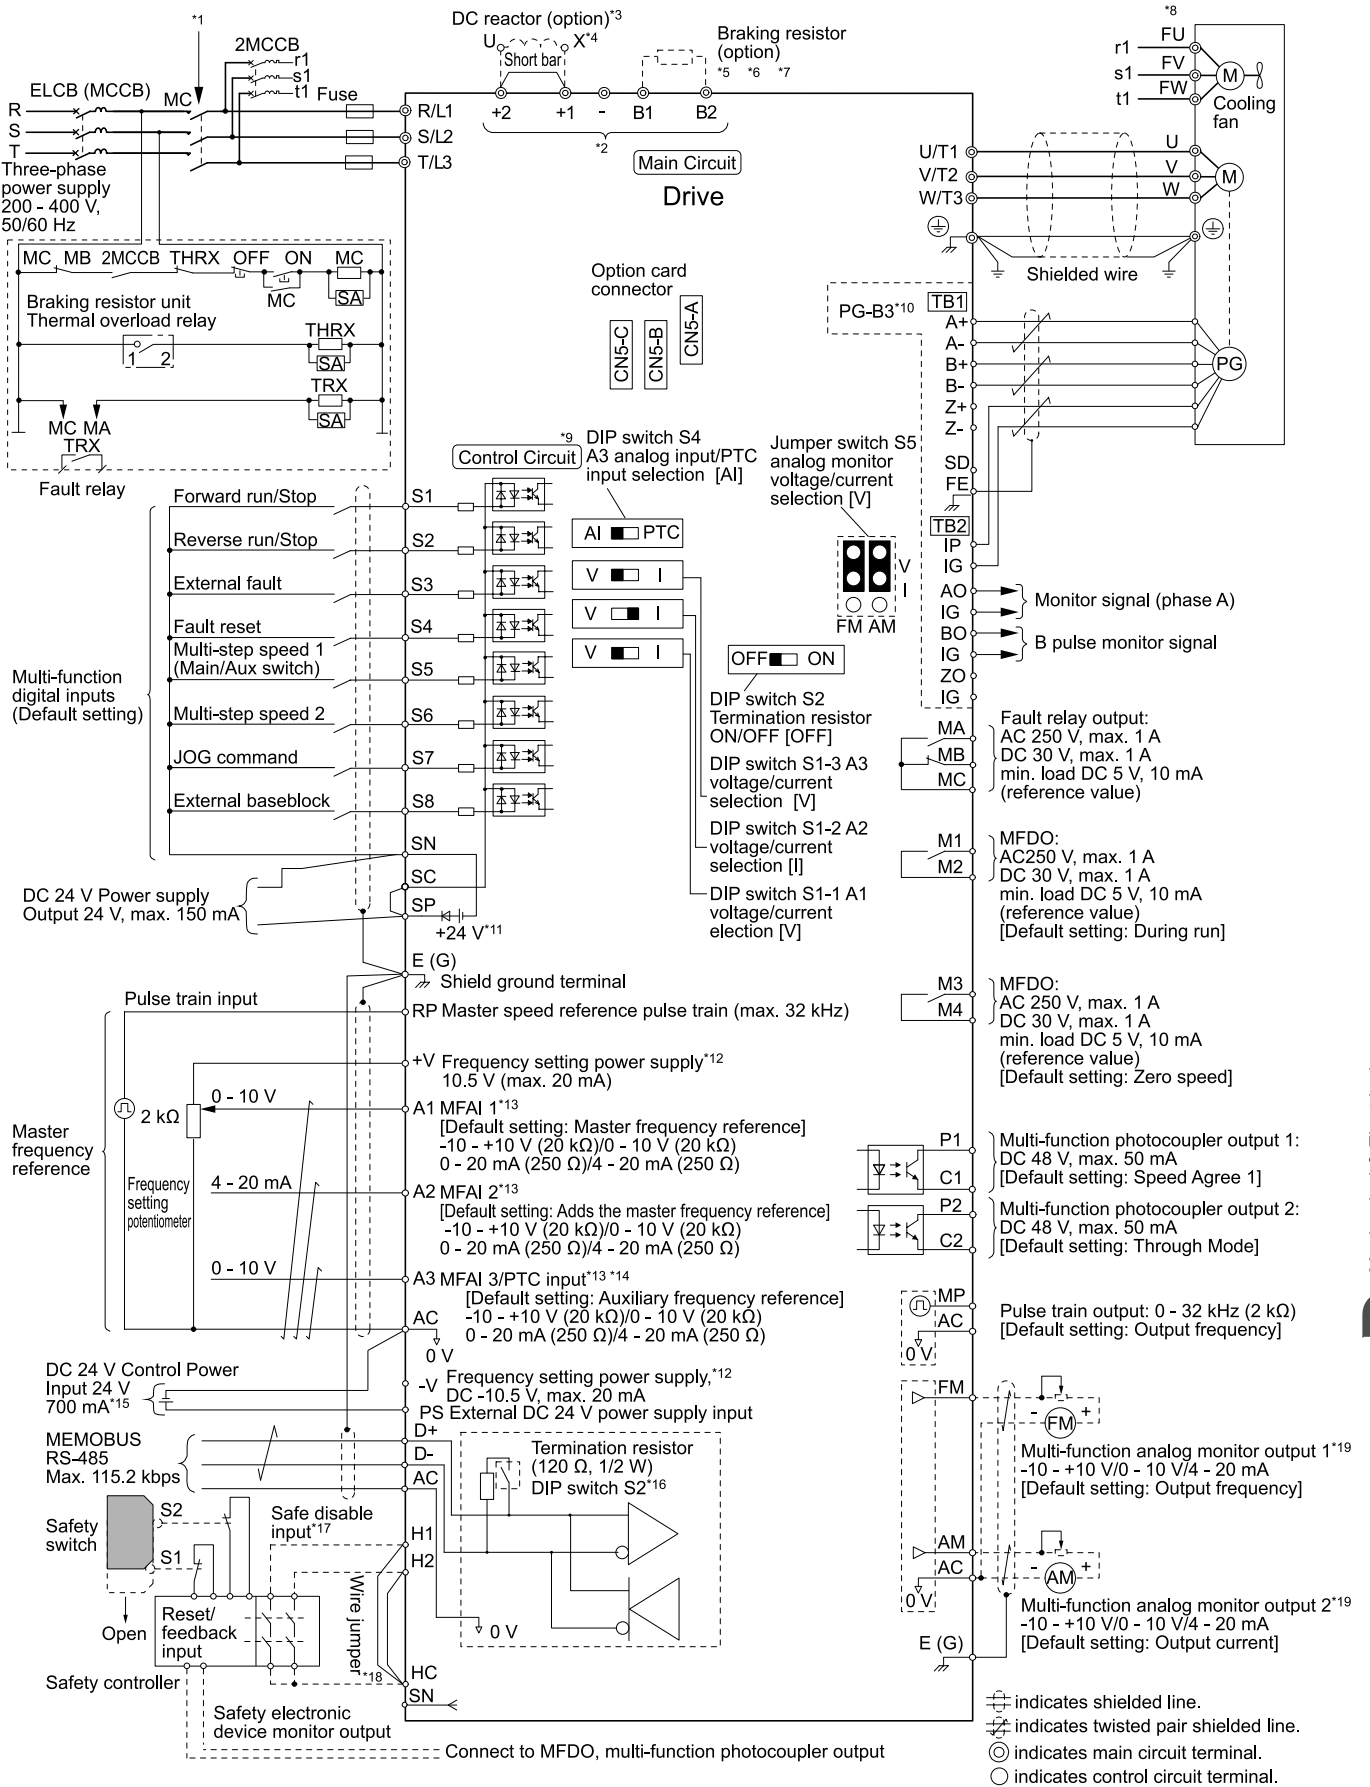 *1
DC reactor (option)*3
U X*4
Short bar
Braking resistor
(option)
*5 *6 *7
*8
2MCCB
r1
s1
t1
ELCB (MCCB)
MC
Fuse
R
S
T
Three-phase
power supply
200 - 400 V,
50/60 Hz
R/L1
S/L2
T/L3
+2 +1 - B1 B2
*2
Main Circuit
Drive
r1 FU
s1 FV
t1 FW
M
Cooling
fan
U/T1 U
V/T2 V
W/T3 W
M
Shielded wire
MC MB 2MCCB THRX OFF ON MC
MC
SA
Braking resistor unit
Thermal overload relay
1 2
THRX
SA
TRX
SA
MC MA
TRX
Fault relay
Option card
connector
CN5-C
CN5-B
CN5-A
PG-B3*10
TB1
A+
A-
B+
B-
Z+
Z-
SD
FE
PG
TB2
IP
IG
AO
IG
BO
IG
ZO
IG
Monitor signal (phase A)
B pulse monitor signal
Control Circuit
*9
DIP switch S4
A3 analog input/PTC
input selection [AI]
AI PTC
V I
V I
V I
Jumper switch S5
analog monitor
voltage/current
selection [V]
V
I
FM AM
OFF ON
DIP switch S2
Termination resistor
ON/OFF [OFF]
DIP switch S1-3 A3
voltage/current
selection [V]
DIP switch S1-2 A2
voltage/current
selection [I]
DIP switch S1-1 A1
voltage/current
election [V]
Multi-function
digital inputs
(Default setting)
Forward run/Stop S1
Reverse run/Stop S2
External fault S3
Fault reset S4
Multi-step speed 1
(Main/Aux switch) S5
Multi-step speed 2 S6
JOG command S7
External baseblock S8
SN
SC
SP
+24 V*11
DC 24 V Power supply
Output 24 V, max. 150 mA
E (G)
Shield ground terminal
MA
MB
MC
Fault relay output:
AC 250 V, max. 1 A
DC 30 V, max. 1 A
min. load DC 5 V, 10 mA
(reference value)
M1
M2
MFDO:
AC250 V, max. 1 A
DC 30 V, max. 1 A
min. load DC 5 V, 10 mA
(reference value)
[Default setting: During run]
M3
M4
MFDO:
AC 250 V, max. 1 A
DC 30 V, max. 1 A
min. load DC 5 V, 10 mA
(reference value)
[Default setting: Zero speed]
Pulse train input
RP Master speed reference pulse train (max. 32 kHz)
+V Frequency setting power supply*12
10.5 V (max. 20 mA)
0 - 10 V
2 kΩ
A1 MFAI 1*13
[Default setting: Master frequency reference]
-10 - +10 V (20 kΩ)/0 - 10 V (20 kΩ)
0 - 20 mA (250 Ω)/4 - 20 mA (250 Ω)
Master
frequency
reference
Frequency
setting
potentiometer
4 - 20 mA
A2 MFAI 2*13
[Default setting: Adds the master frequency reference]
-10 - +10 V (20 kΩ)/0 - 10 V (20 kΩ)
0 - 20 mA (250 Ω)/4 - 20 mA (250 Ω)
0 - 10 V
A3 MFAI 3/PTC input*13 *14
[Default setting: Auxiliary frequency reference]
-10 - +10 V (20 kΩ)/0 - 10 V (20 kΩ)
0 - 20 mA (250 Ω)/4 - 20 mA (250 Ω)
AC
0 V
-V Frequency setting power supply,*12
DC -10.5 V, max. 20 mA
PS External DC 24 V power supply input
DC 24 V Control Power
Input 24 V
700 mA*15
P1
C1
Multi-function photocoupler output 1:
DC 48 V, max. 50 mA
[Default setting: Speed Agree 1]
P2
C2
Multi-function photocoupler output 2:
DC 48 V, max. 50 mA
[Default setting: Through Mode]
MP
AC
0 V
Pulse train output: 0 - 32 kHz (2 kΩ)
[Default setting: Output frequency]
FM
- +
FM
0 V
Multi-function analog monitor output 1*19
-10 - +10 V/0 - 10 V/4 - 20 mA
[Default setting: Output frequency]
AM
AC
- +
AM
0 V
Multi-function analog monitor output 2*19
-10 - +10 V/0 - 10 V/4 - 20 mA
[Default setting: Output current]
E (G)
MEMOBUS
RS-485
Max. 115.2 kbps
D+
D-
AC
Termination resistor
(120 Ω, 1/2 W)
DIP switch S2*16
0 V
Safety
switch
S2
S1
Open
Safe disable
input*17
H1
H2
Wire jumper*18
HC
SN
Reset/
feedback
input
Safety controller
Safety electronic
device monitor output
Connect to MFDO, multi-function photocoupler output
indicates shielded line.
indicates twisted pair shielded line.
indicates main circuit terminal.
indicates control circuit terminal.